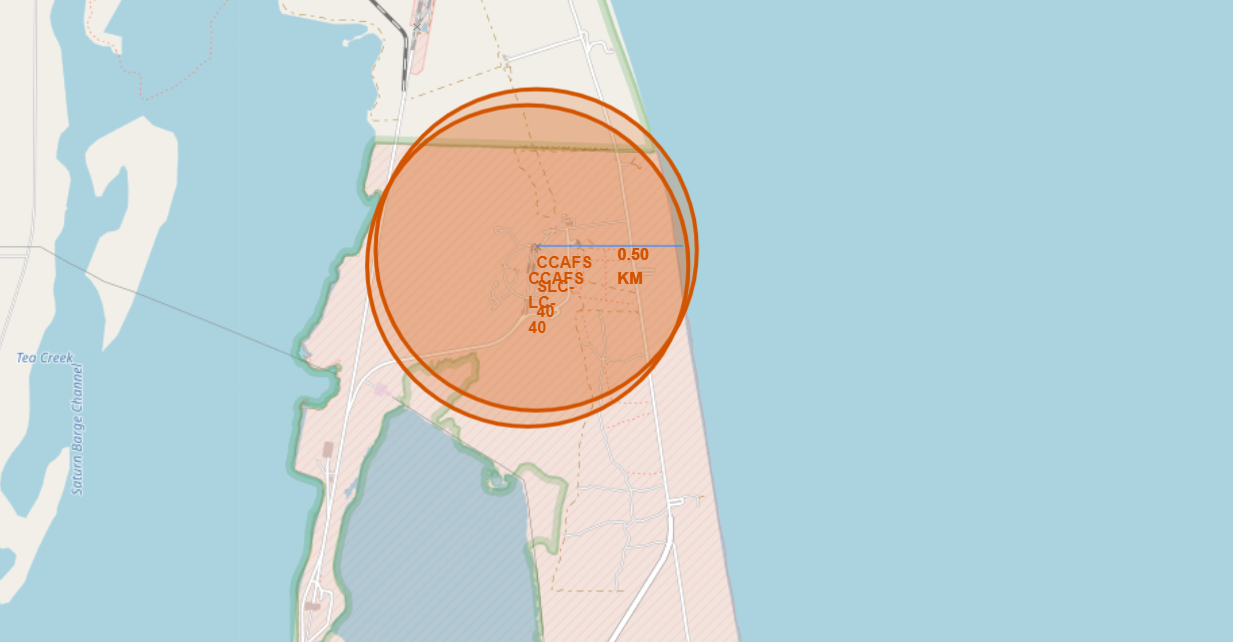 CCAFS
SLC-
40
CCAFS
LC-
40
0.50
KM
Tea Creek
Saturn Barge Channel